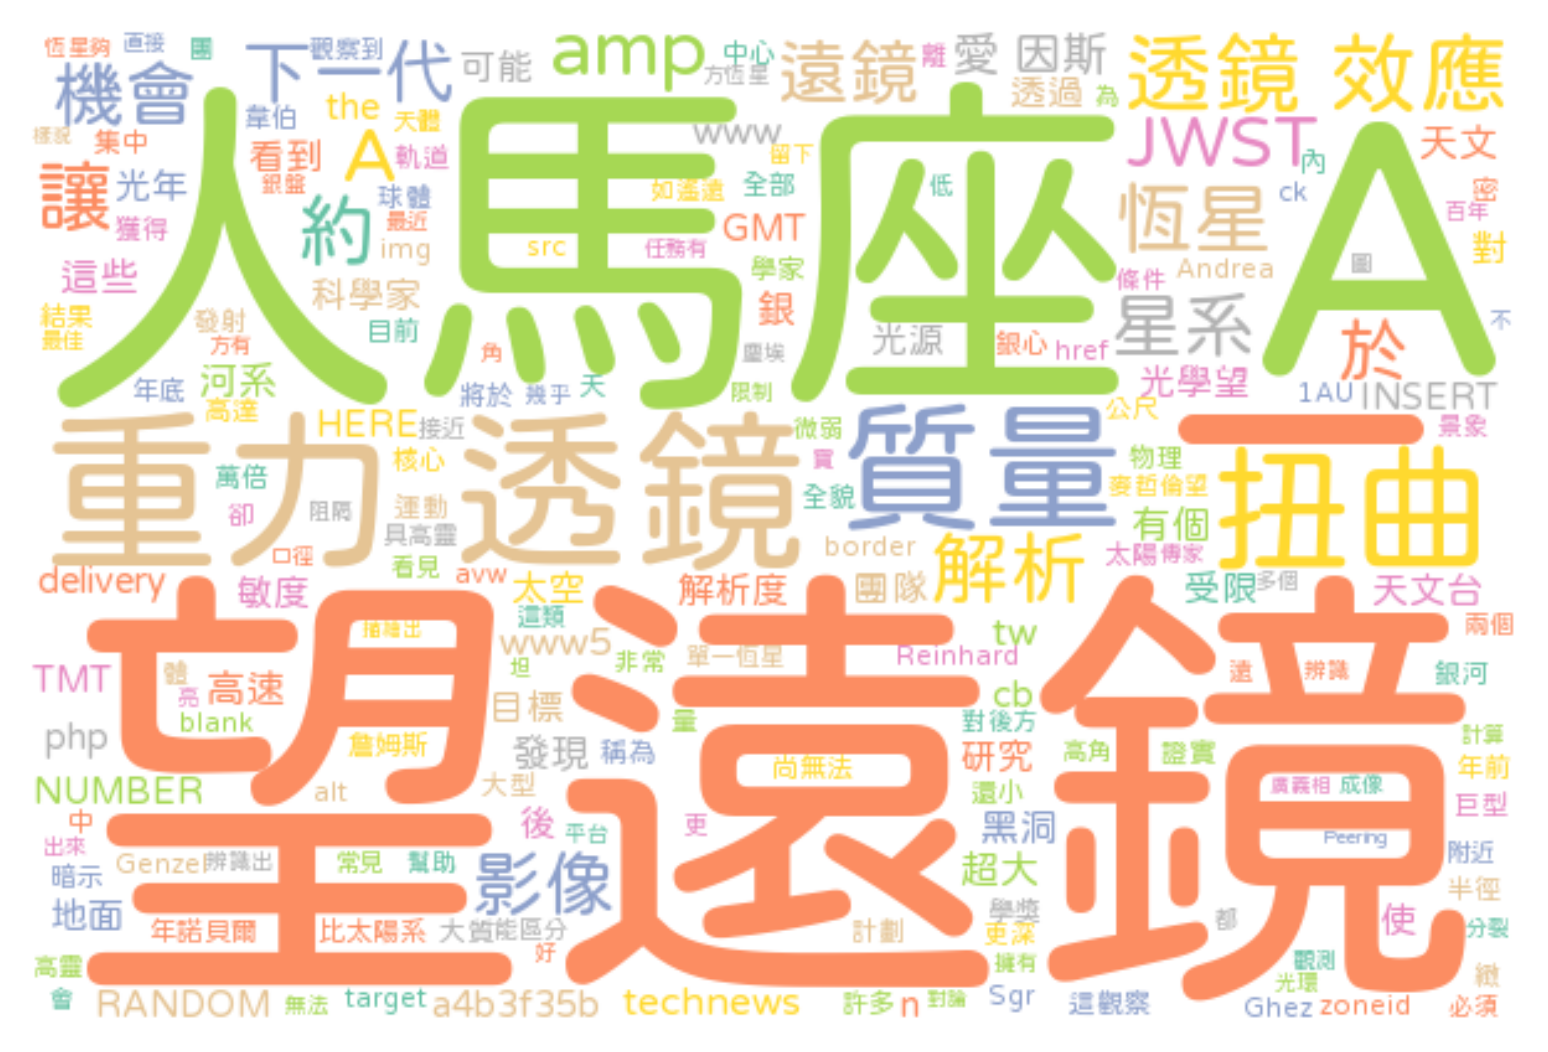 恆星夠 直接 團 下一代 觀察到 可能 amp 中心 方恆星 遠鏡 離 愛 因斯 透鏡 效應
機會 韋伯 the 天體 www 透過 為 JWST 內 天文
樣貌 集中 看到 A 軌道 留下 ck 密
讓 光年 銀盤 球體 如遙遠 全部 低 恆星 百年
獲得 約 最近 img src 任務有 GMT 對
人馬座A
這些 科學家 學家 條件 Andrea 圖
結果 發射 目前 銀 星系 不
最佳 方有 角 塵埃 光源 銀心 href 於
年底 河系 將於 幾乎 天 限制 光學望 1AU INSERT
高達 HERE 接近 微弱 公尺 一 景象
重力透鏡 質量 扭曲
萬倍 核心 寶 物理
卻 阻隔 運動 全貌 麥哲倫望
具高靈 有個
口徑 看見 avw border 解析 太陽 傳家
delivery 敏度 太空 解析度 團隊 受限 多個 天文台
這類 描繪出 www5 tw 兩個
望遠鏡
TMT 體 坦 非常 單一恆星 Reinhard 遠 辨識 銀河
亮 高速 目標 cb
php blank 量 對後方
詹姆斯 發現 稱為 尚無法 研究 高角 證實 計算
NUMBER alt 大型 還小 廣義相 成像 年前
中 後 平台 更 黑洞 巨型
出來 Genzel 辨識出 常見 幫助 Peering 附近
暗示 影像 超大 半徑
地面 年諾貝爾 比太陽系 大質 能區分 計劃 學獎 都 使 分裂
好 更深
高靈 擁有 觀測 光環 緻
會 RANDOM 無法 target a4b3f35b technews 許多 n 對論 Sgr 這觀察 Ghez zoneid 必須